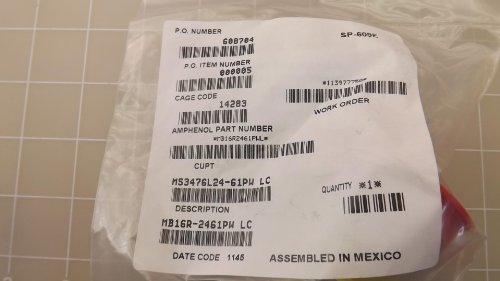 P.O. NUMBER
608704
P.O. ITEM NUMBER
000005
CAGE CODE
14283
WORK ORDER
AMPHENOL PART NUMBER
*MB16R2461PWL*
CUPT
MS3476L24-61PW LC
QUANTITY *1*
DESCRIPTION
MB16R-2461PW LC
DATE CODE 1145
ASSEMBLED IN MEXICO